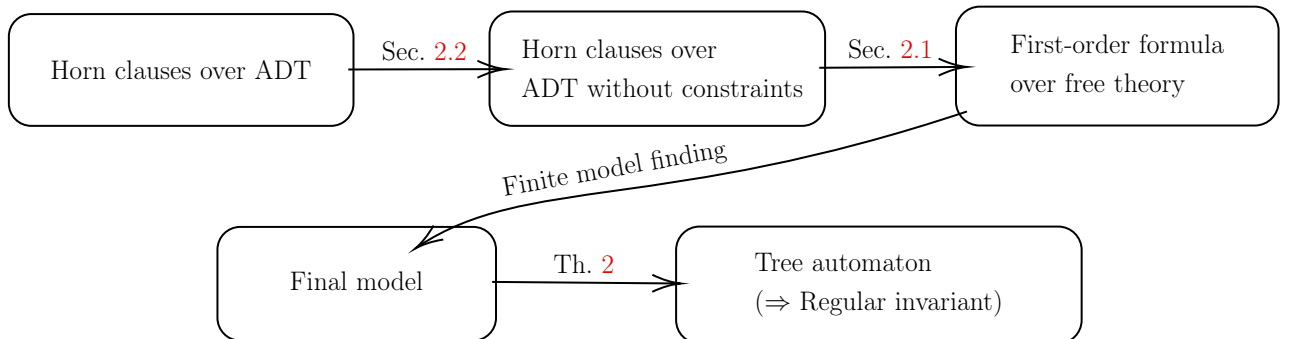 Horn clauses over ADT
Sec. 2.2
Horn clauses over
ADT without constraints
Sec. 2.1
First-order formula
over free theory
Finite model finding
Final model
Th. 2
Tree automaton
(⇒ Regular invariant)